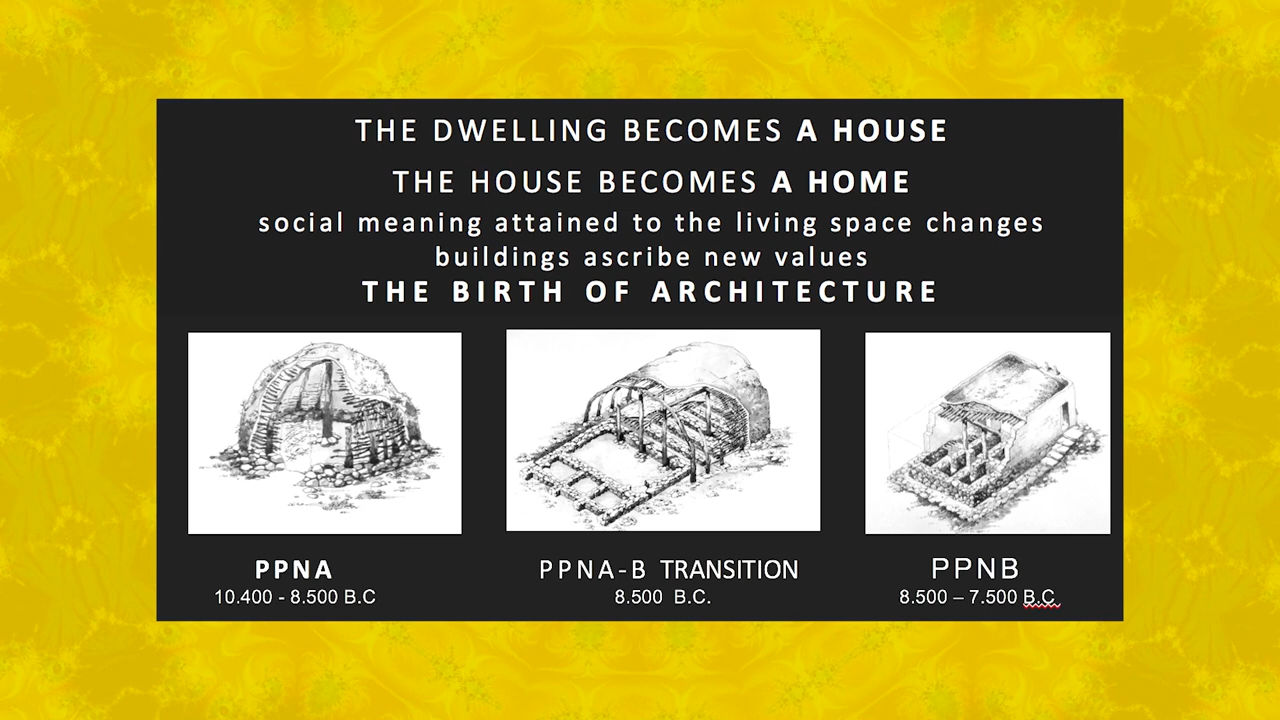 THE DWELLING BECOMES A HOUSE
THE HOUSE BECOMES A HOME
social meaning attained to the living space changes
buildings ascribe new values
THE BIRTH OF ARCHITECTURE
PPNA
10.400 - 8.500 B.C
PPNA-B TRANSITION
8.500 B.C.
PPNB
8.500 – 7.500 B.C.